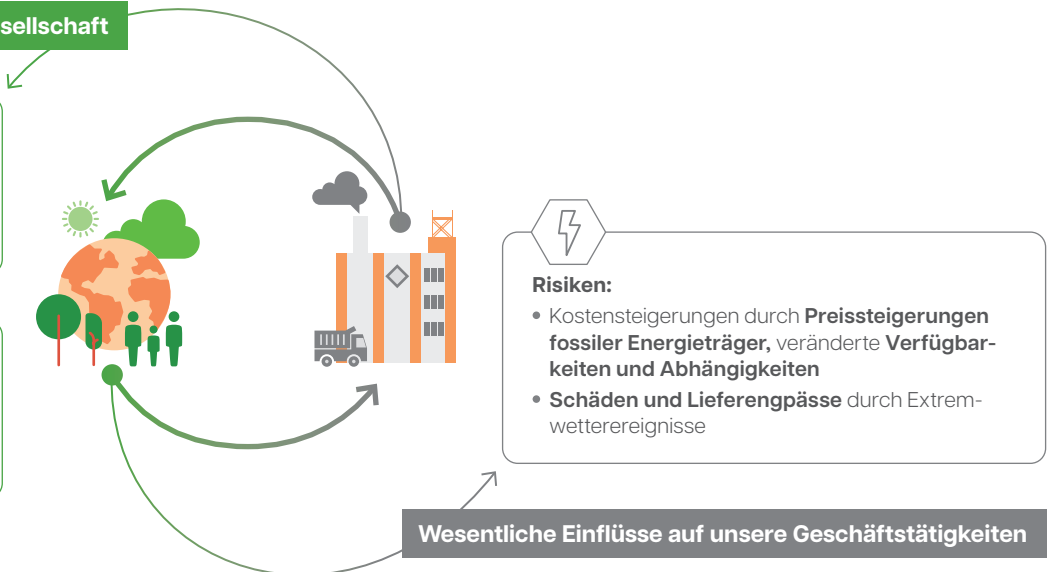 sellschaft
Risiken:
• Kostensteigerungen durch Preissteigerungen
fossiler Energieträger, veränderte Verfügbar-
keiten und Abhängigkeiten
• Schäden und Lieferengpässe durch Extrem-
wetterereignisse
Wesentliche Einflüsse auf unsere Geschäftstätigkeiten